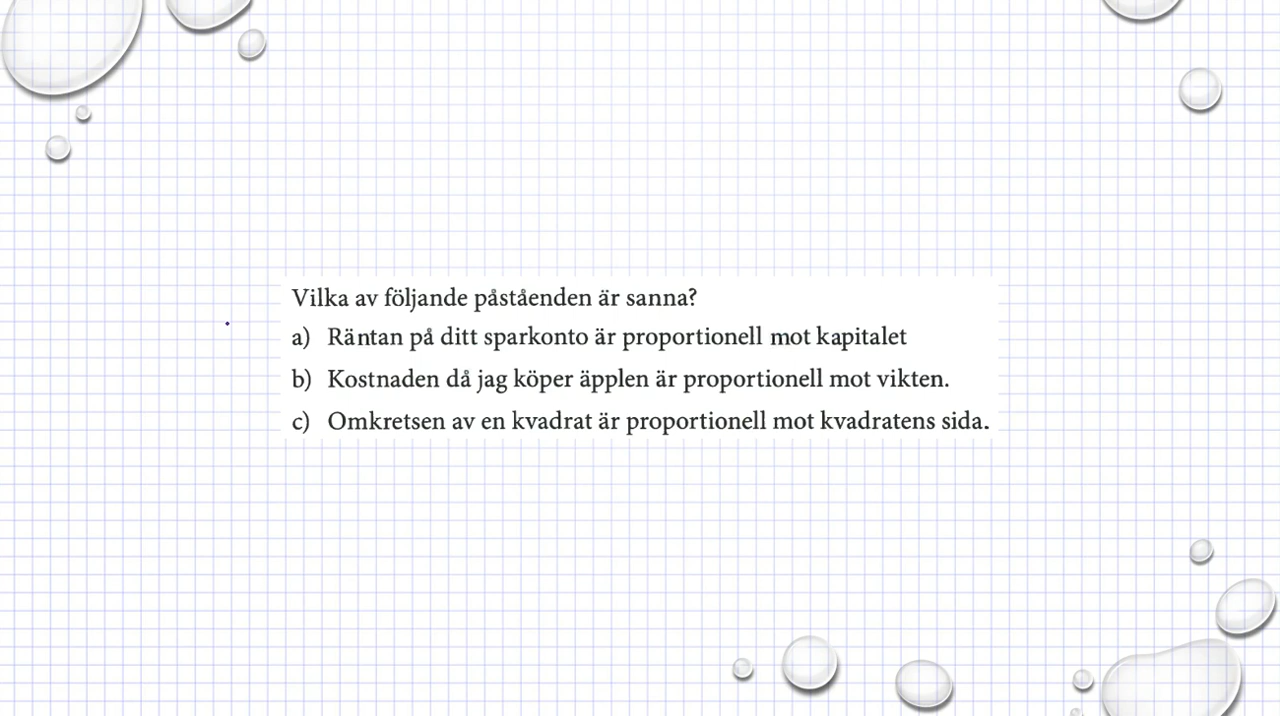 Vilka av följande påståenden är sanna?
a) Räntan på ditt sparkonto är proportionell mot kapitalet
b) Kostnaden då jag köper äpplen är proportionell mot vikten.
c) Omkretsen av en kvadrat är proportionell mot kvadratens sida.